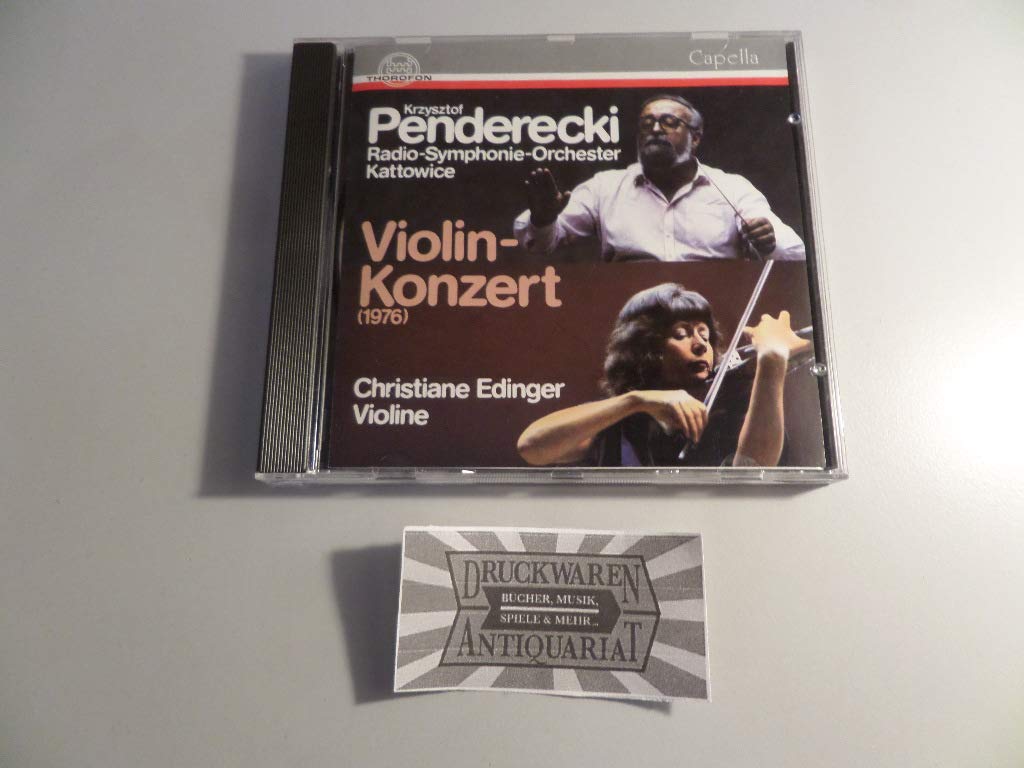 THOROFON
Capella
Krzysztof
Penderecki
Radio-Symphonie-Orchester
Kattowice
Violin-
Konzert
(1976)
Christiane Edinger
Violine
DRUCKWAREN
BÜCHER, MUSIK,
SPIELE & MEHR...
ANTIQUARIAT